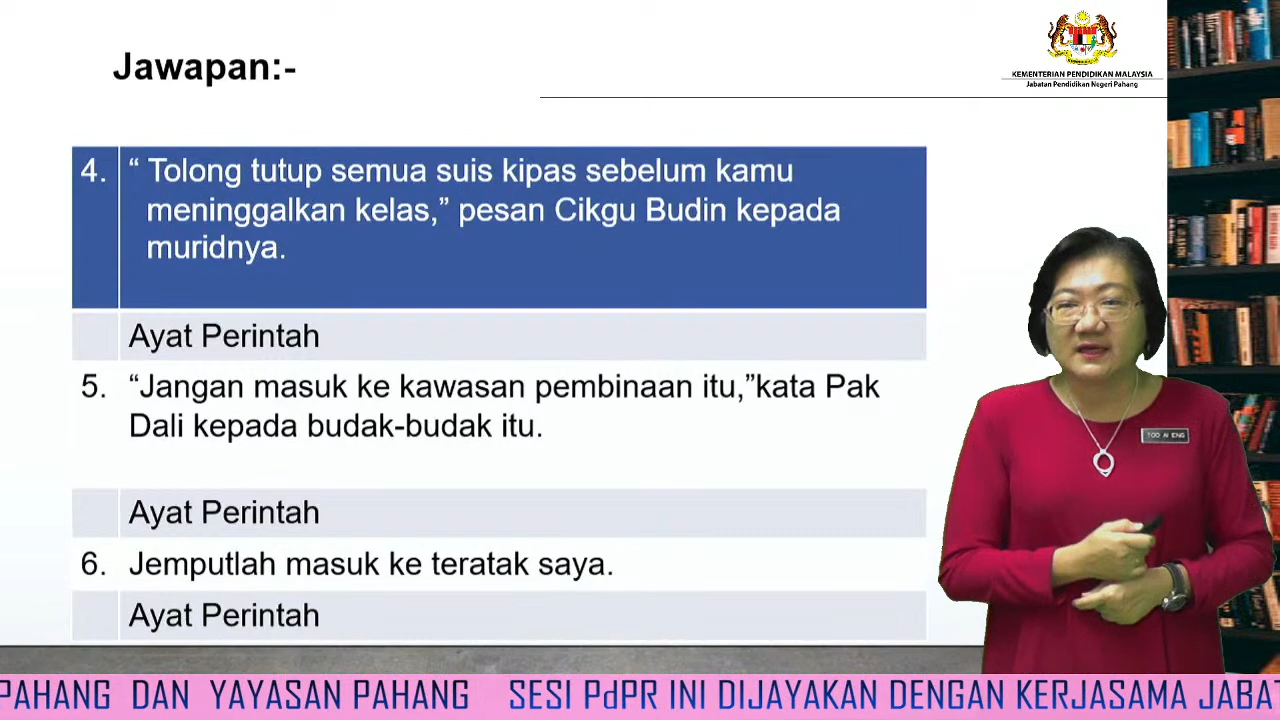 Jawapan:-
KEMENTERIAN PENDIDIKAN MALAYSIA
Jabatan Pendidikan Negeri Pahang
4. “ Tolong tutup semua suis kipas sebelum kamu
meninggalkan kelas,” pesan Cikgu Budin kepada
muridnya.
Ayat Perintah
5. “Jangan masuk ke kawasan pembinaan itu,”kata Pak
Dali kepada budak-budak itu.
Ayat Perintah
6. Jemputlah masuk ke teratak saya.
Ayat Perintah
TOO AI ENG
PAHANG DAN YAYASAN PAHANG SESI PdPR INI DIJAYAKAN DENGAN KERJASAMA JABAT